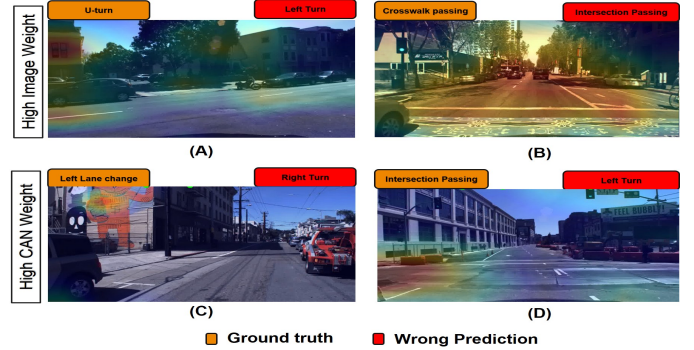 High Image Weight
U-turn
Left Turn
Crosswalk passing
Intersection Passing
(A)
(B)
High CAN Weight
Left Lane change
Right Turn
Intersection Passing
Left Turn
(C)
(D)
Ground truth
Wrong Prediction